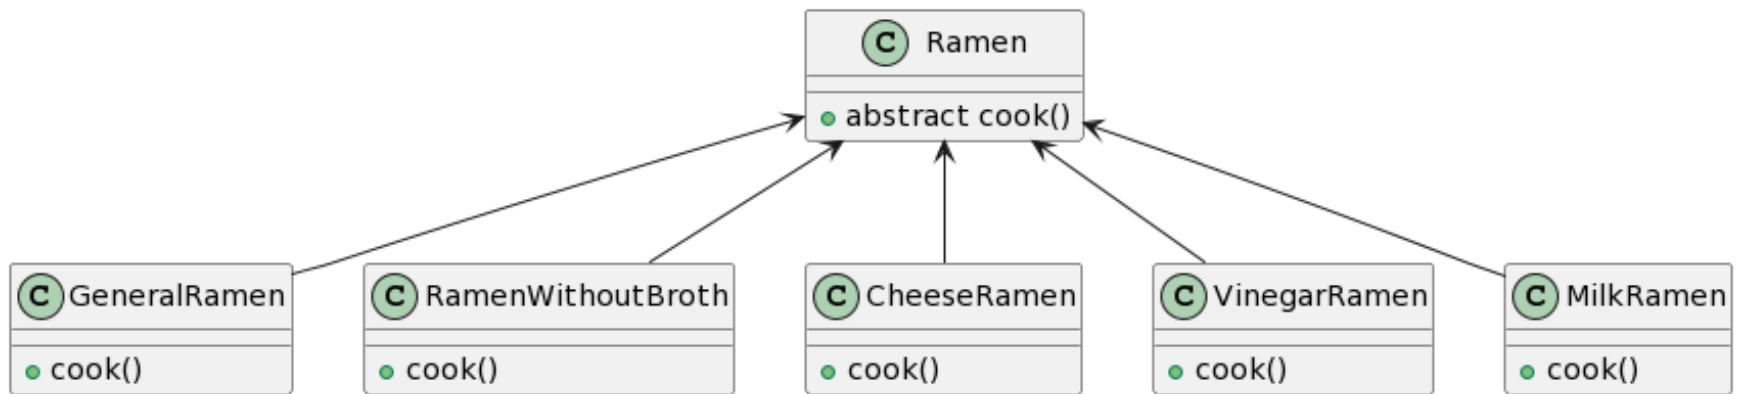 C Ramen
abstract cook()
C GeneralRamen
cook()
C RamenWithoutBroth
cook()
C CheeseRamen
cook()
C VinegarRamen
cook()
C MilkRamen
cook()